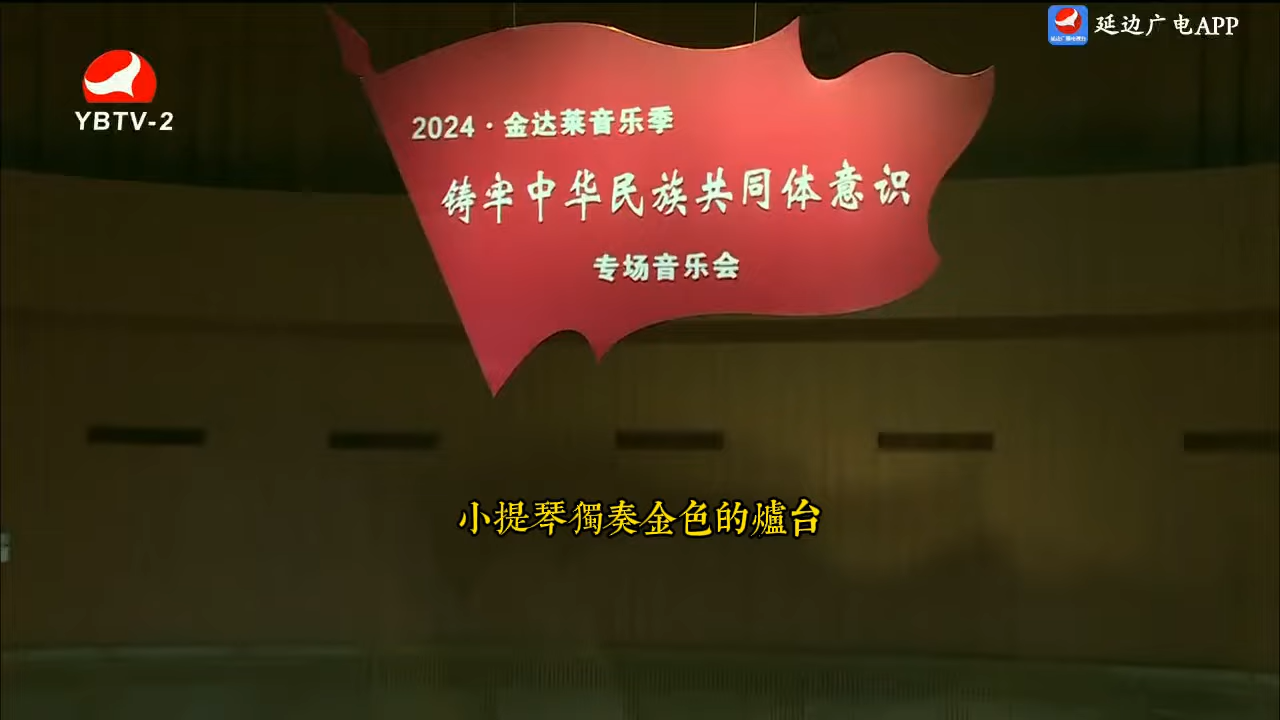 延边广电APP
YBTV-2
2024·金达莱音乐季
铸牢中华民族共同体意识
专场音乐会
小提琴獨奏金色的爐台